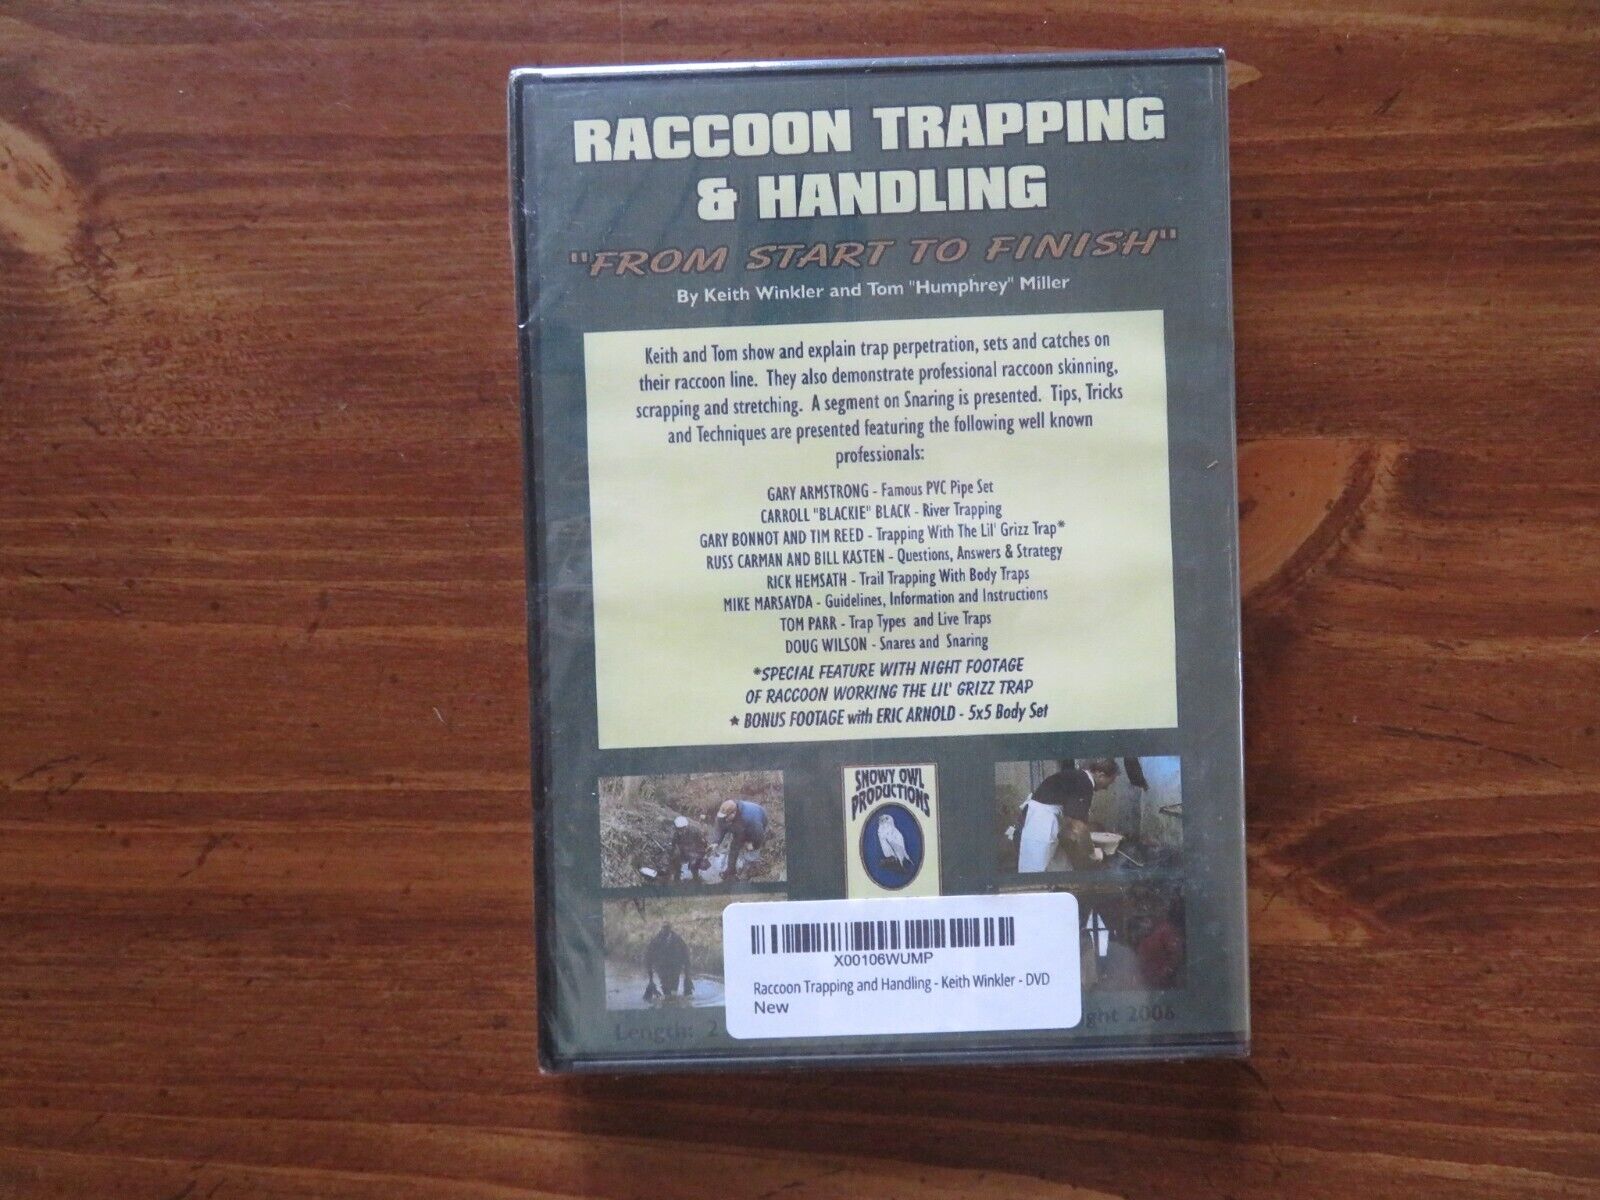 RACCOON TRAPPING
& HANDLING
"FROM START TO FINISH"
By Keith Winkler and Tom "Humphrey" Miller
Keith and Tom show and explain trap perpetration, sets and catches on
their raccoon line. They also demonstrate professional raccoon skinning,
scrapping and stretching. A segment on Snaring is presented. Tips, Tricks
and Techniques are presented featuring the following well known
professionals:
GARY ARMSTRONG - Famous PVC Pipe Set
CARROLL "BLACKIE" BLACK - River Trapping
GARY BONNOT AND TIM REED - Trapping With The Lil' Grizz Trap*
RUSS CARMAN AND BILL KASTEN - Questions, Answers & Strategy
RICK HEMSATH - Trail Trapping With Body Traps
MIKE MARSAYDA - Guidelines, Information and Instructions
TOM PARR - Trap Types and Live Traps
DOUG WILSON - Snares and Snaring
*SPECIAL FEATURE WITH NIGHT FOOTAGE
OF RACCOON WORKING THE LIL' GRIZZ TRAP
★ BONUS FOOTAGE with ERIC ARNOLD - 5x5 Body Set
SNOWY OWL
PRODUCTIONS
X00106WUMP
Raccoon Trapping and Handling - Keith Winkler - DVD
New
Length: 2